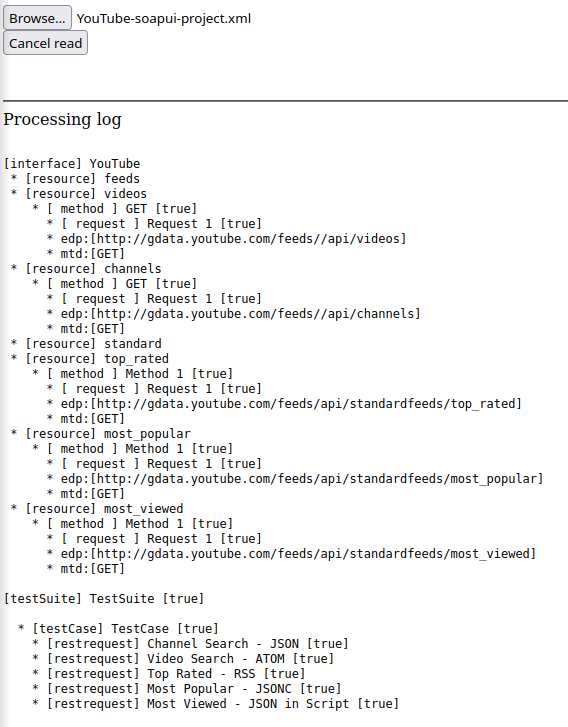 Browse... YouTube-soapui-project.xml
Cancel read
Processing log
[interface] YouTube
* [resource] feeds
* [resource] videos
* [ method ] GET [true]
* [ request ] Request 1 [true]
* edp:[http://gdata.youtube.com/feeds//api/videos]
* mtd:[GET]
* [resource] channels
* [ method ] GET [true]
* [ request ] Request 1 [true]
* edp:[http://gdata.youtube.com/feeds//api/channels]
* mtd:[GET]
* [resource] standard
* [resource] top_rated
* [ method ] Method 1 [true]
* [ request ] Request 1 [true]
* edp:[http://gdata.youtube.com/feeds/api/standardfeeds/top_rated]
* mtd:[GET]
* [resource] most_popular
* [ method ] Method 1 [true]
* [ request ] Request 1 [true]
* edp:[http://gdata.youtube.com/feeds/api/standardfeeds/most_popular]
* mtd:[GET]
* [resource] most_viewed
* [ method ] Method 1 [true]
* [ request ] Request 1 [true]
* edp:[http://gdata.youtube.com/feeds/api/standardfeeds/most_viewed]
* mtd:[GET]
[testSuite] TestSuite [true]
* [testCase] TestCase [true]
* [restrequest] Channel Search - JSON [true]
* [restrequest] Video Search - ATOM [true]
* [restrequest] Top Rated - RSS [true]
* [restrequest] Most Popular - JSONC [true]
* [restrequest] Most Viewed - JSON in Script [true]